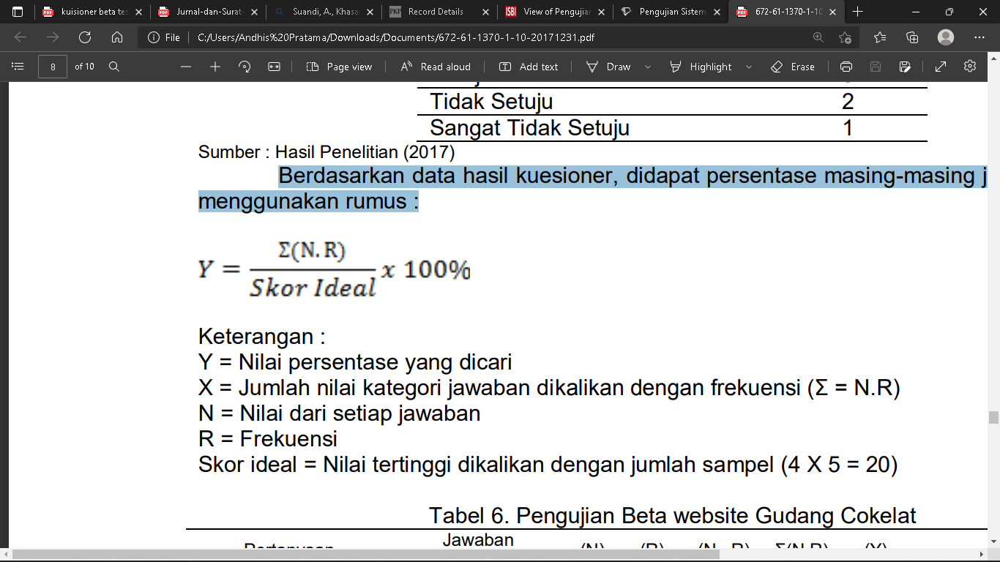 kuisioner beta tes
Jurnal-dan-Surat-
Suandi, A., Khasa
Record Details
View of Pengujian
Pengujian Sistem
672-61-1370-1-10
File
C:/Users/Andhis%20Pratama/Downloads/Documents/672-61-1370-1-10-20171231.pdf
8 of 10
Page view
Read aloud
Add text
Draw
Highlight
Erase
Tidak Setuju 2
Sangat Tidak Setuju 1
Sumber : Hasil Penelitian (2017)
Berdasarkan data hasil kuesioner, didapat persentase masing-masing j
menggunakan rumus :
Y = Σ(N.R) / Skor Ideal x 100%
Keterangan :
Y = Nilai persentase yang dicari
X = Jumlah nilai kategori jawaban dikalikan dengan frekuensi (Σ = N.R)
N = Nilai dari setiap jawaban
R = Frekuensi
Skor ideal = Nilai tertinggi dikalikan dengan jumlah sampel (4 X 5 = 20)
Tabel 6. Pengujian Beta website Gudang Cokelat
Jawaban
Pertanyaan (N) (R) (N . R) Σ(N.R) (Y)